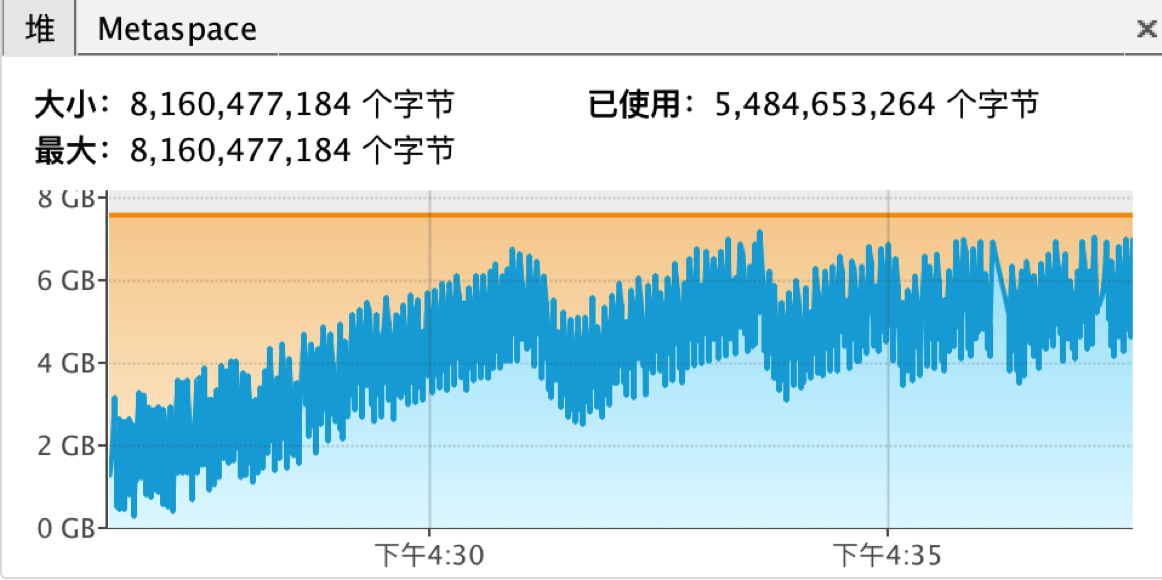 堆 Metaspace ×
大小: 8,160,477,184 个字节 已使用: 5,484,653,264 个字节
最大: 8,160,477,184 个字节
8 GB
6 GB
4 GB
2 GB
0 GB
下午4:30 下午4:35